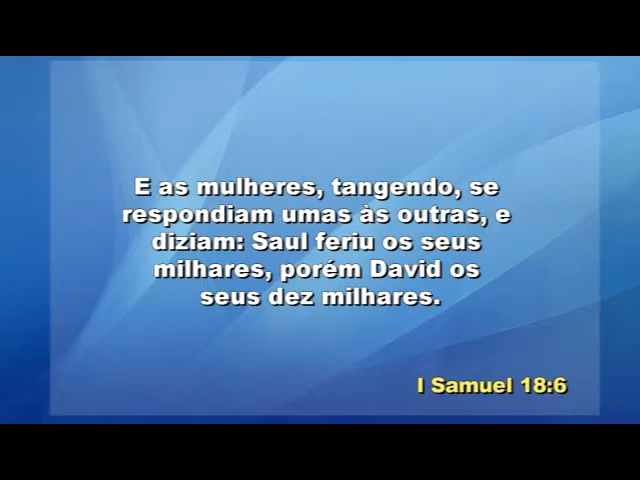 E as mulheres, tangendo, se
respondiam umas às outras, e
diziam: Saul feriu os seus
milhares, porém David os
seus dez milhares.
I Samuel 18:6